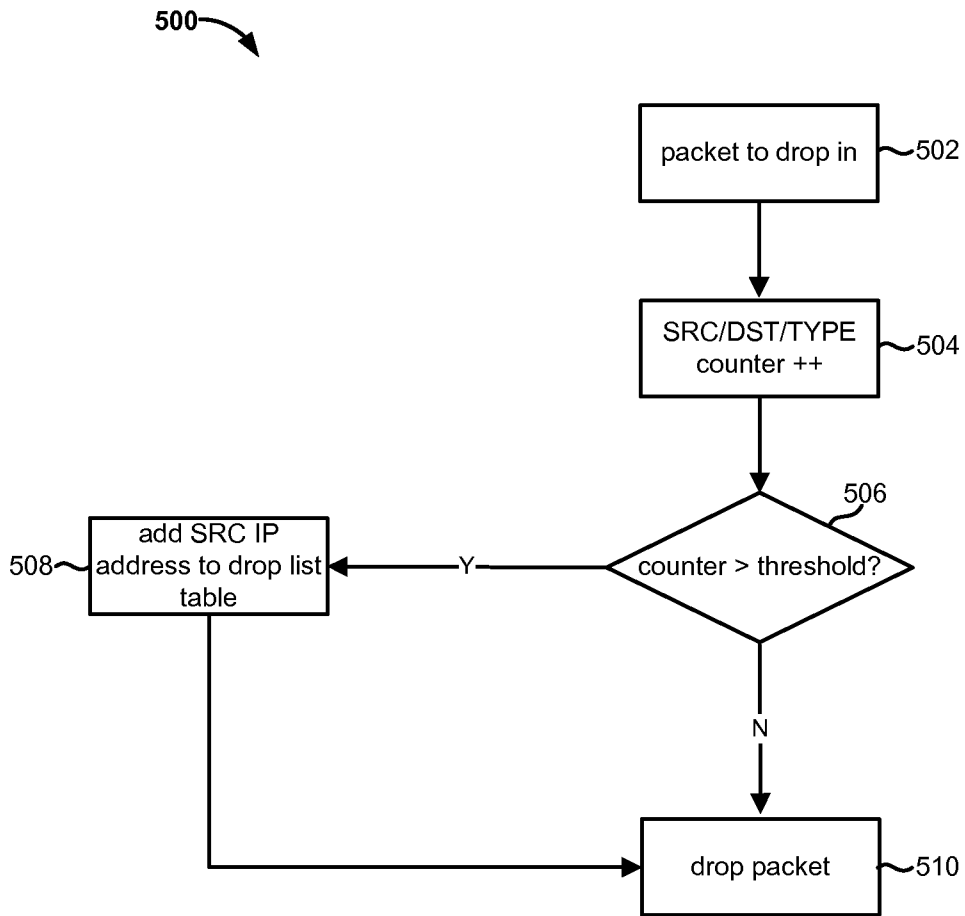 500
packet to drop in
502
SRC/DST/TYPE
counter ++
504
506
counter > threshold?
Y
add SRC IP
address to drop list
table
508
N
drop packet
510